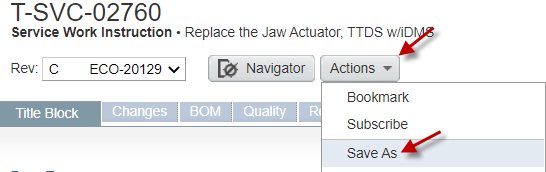 T-SVC-02760
Service Work Instruction • Replace the Jaw Actuator, TTDS w/iDMS
Rev: C ECO-20129 Navigator Actions
Bookmark
Subscribe
Save As
Title Block Changes BOM Quality